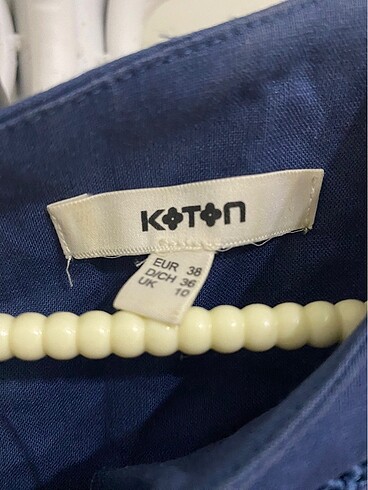 KOTON
EUR 38
D/CH 36
UK 10